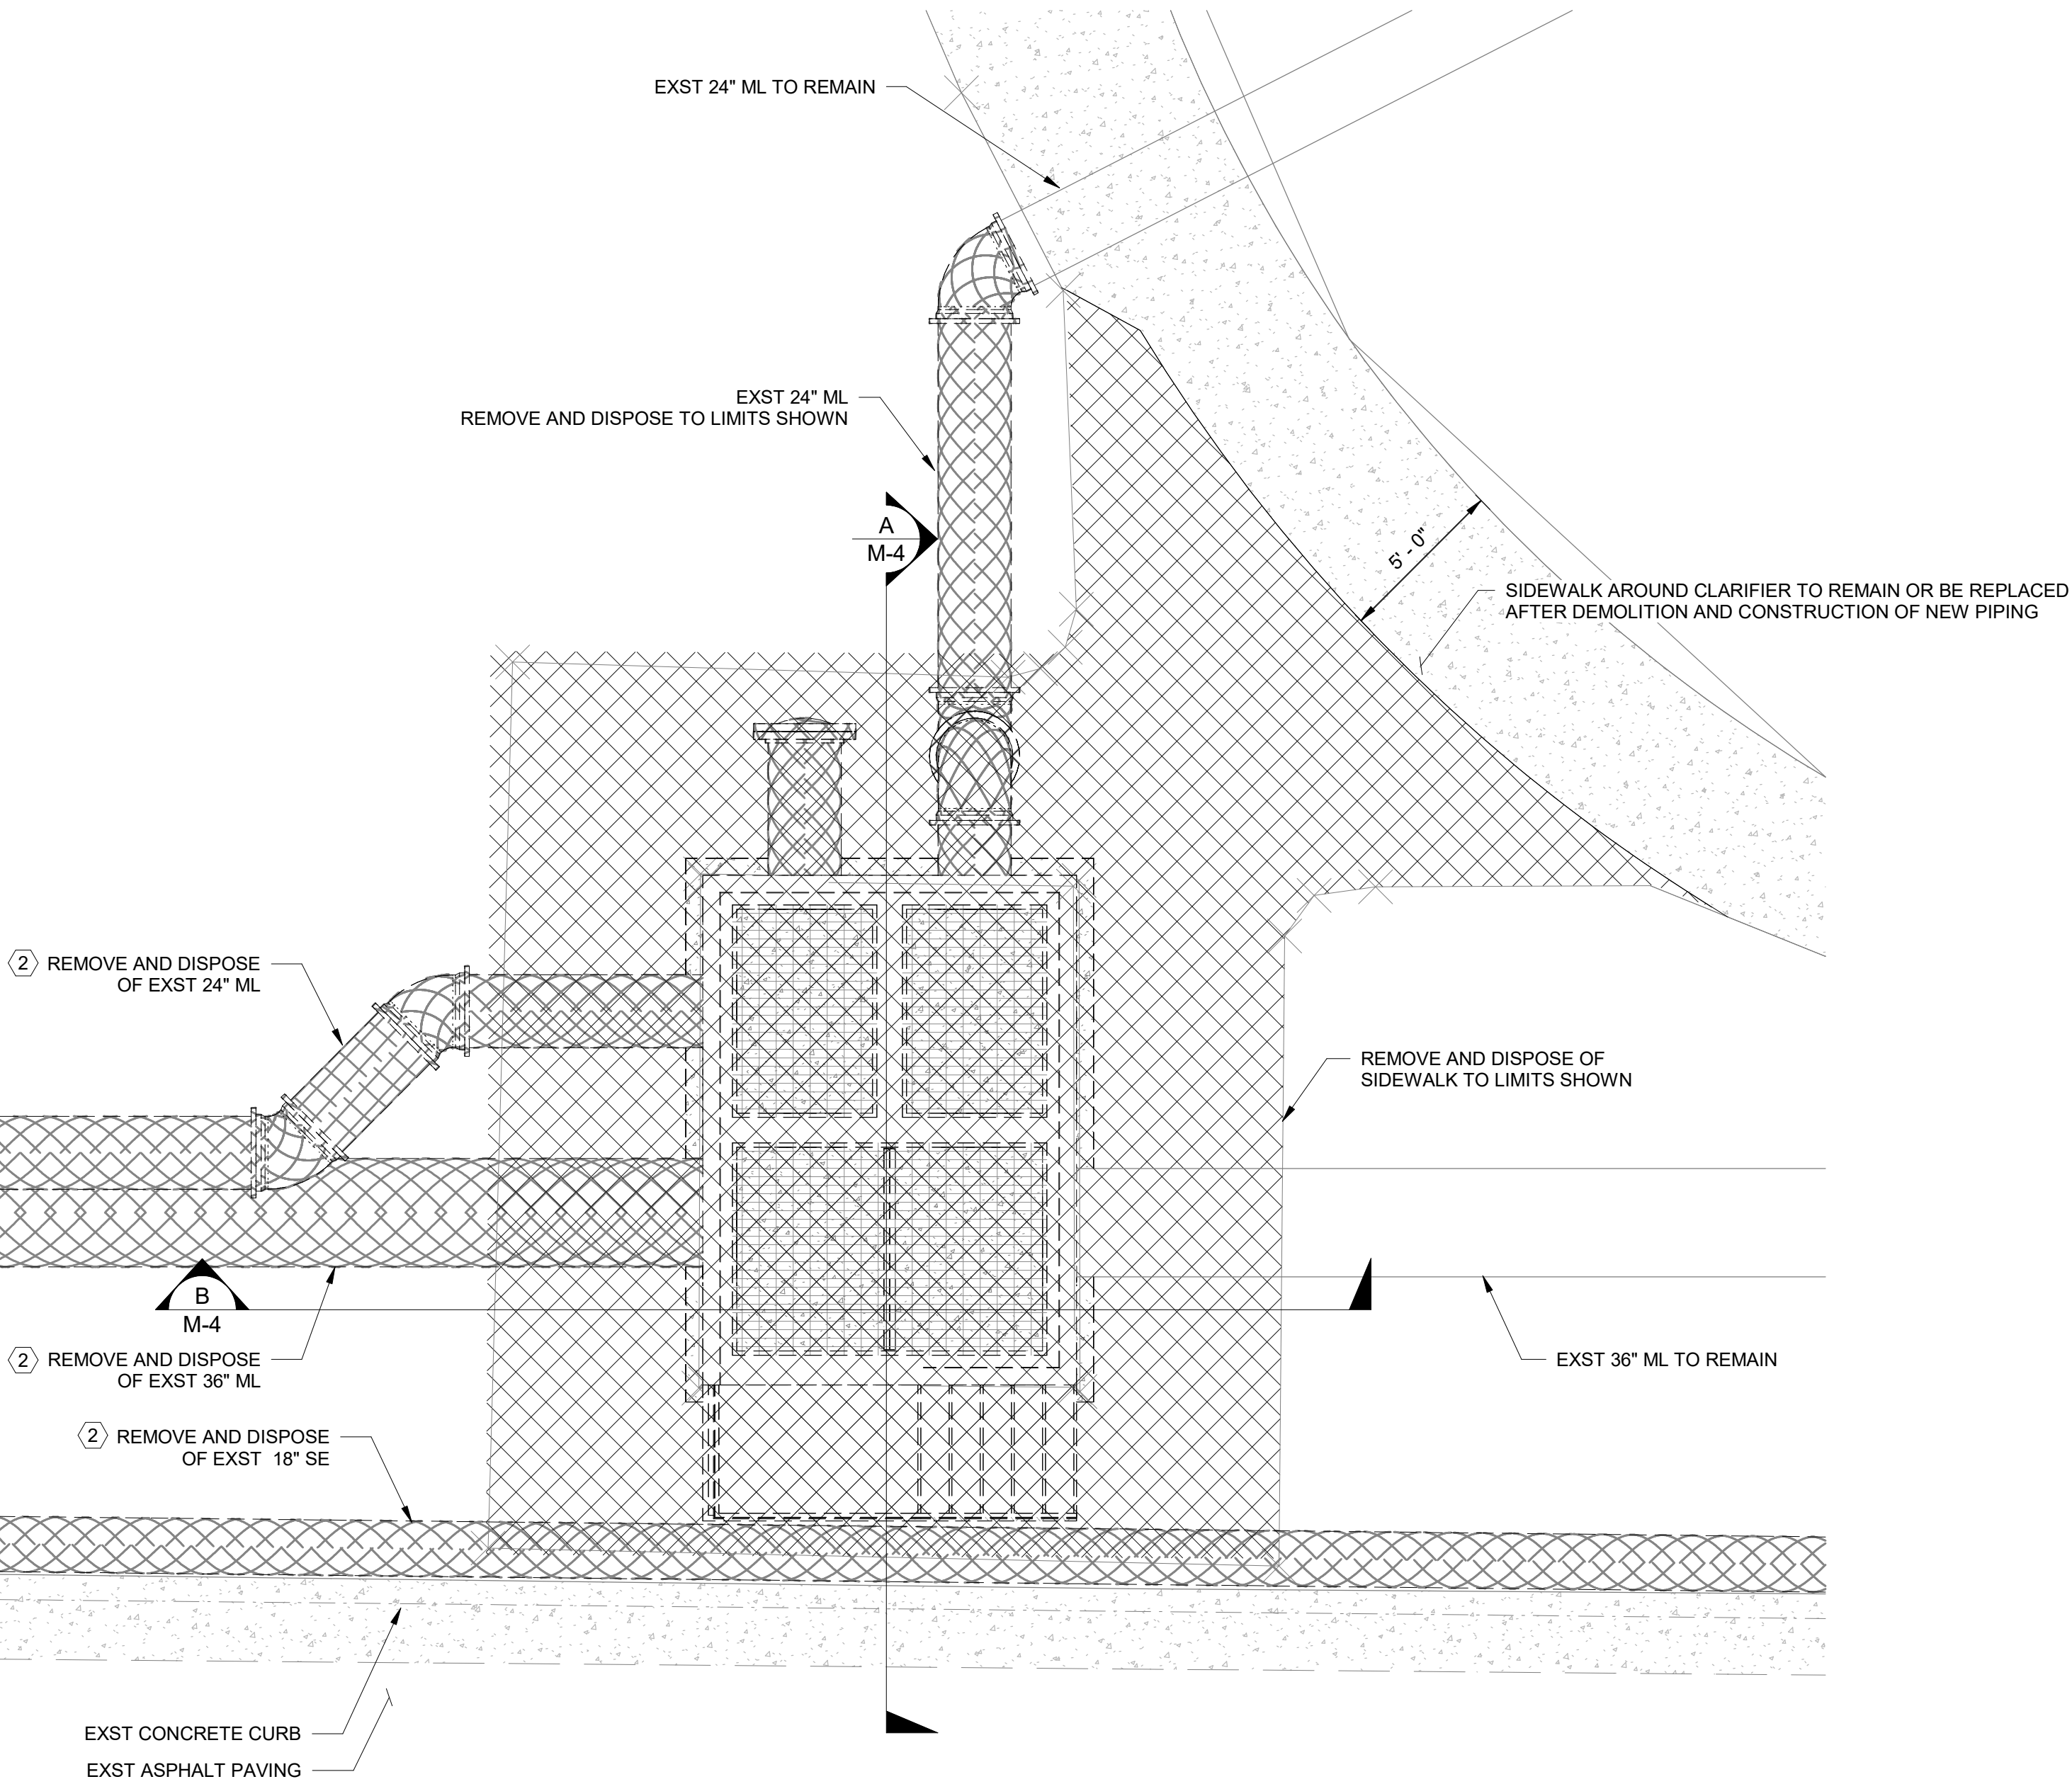 EXST 24" ML TO REMAIN
EXST 24" ML
REMOVE AND DISPOSE TO LIMITS SHOWN
A
M-4
5' - 0"
SIDEWALK AROUND CLARIFIER TO REMAIN OR BE REPLACED
AFTER DEMOLITION AND CONSTRUCTION OF NEW PIPING
2 REMOVE AND DISPOSE
OF EXST 24" ML
REMOVE AND DISPOSE OF
SIDEWALK TO LIMITS SHOWN
B
M-4
2 REMOVE AND DISPOSE
OF EXST 36" ML
EXST 36" ML TO REMAIN
2 REMOVE AND DISPOSE
OF EXST 18" SE
EXST CONCRETE CURB
EXST ASPHALT PAVING